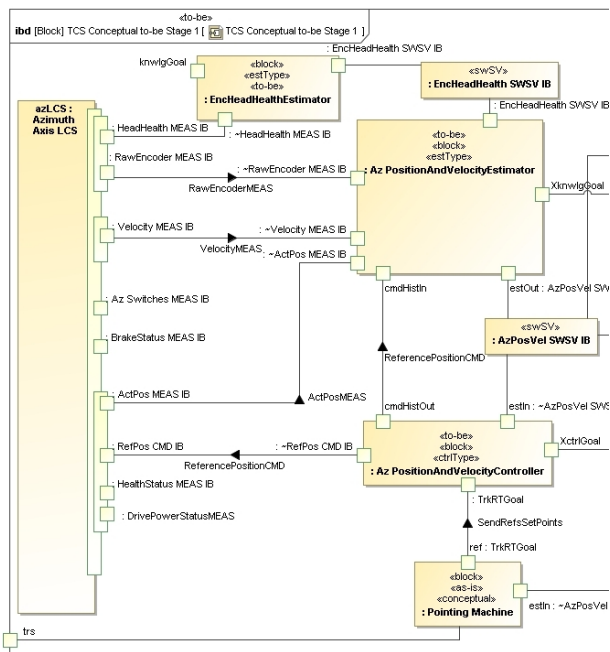 «to-be»
ibd [Block] TCS Conceptual to-be Stage 1 [ TCS Conceptual to-be Stage 1 ]
: EncHeadHealth SWSV IB
knwlgGoal
«block»
«estType»
«to-be»
: EncHeadHealthEstimator
«swSV»
: EncHeadHealth SWSV IB
: EncHeadHealth SWSV IB
azLCS :
Azimuth
Axis LCS
: HeadHealth MEAS IB
: ~HeadHealth MEAS IB
: RawEncoder MEAS IB
: ~RawEncoder MEAS IB
RawEncoderMEAS
«to-be»
«block»
«estType»
: Az PositionAndVelocityEstimator
XknwlgGoal
: Velocity MEAS IB
: ~Velocity MEAS IB
VelocityMEAS
: ~ActPos MEAS IB
cmdHistIn
estOut : AzPosVel SW
: Az Switches MEAS IB
«swSV»
: AzPosVel SWSV IB
: BrakeStatus MEAS IB
ReferencePositionCMD
: ActPos MEAS IB
ActPosMEAS
cmdHistOut
estIn : ~AzPosVel SWS
: RefPos CMD IB
: ~RefPos CMD IB
ReferencePositionCMD
«to-be»
«block»
«ctrlType»
: Az PositionAndVelocityController
XctrlGoal
: HealthStatus MEAS IB
: DrivePowerStatusMEAS
: TrkRTGoal
SendRefsSetPoints
ref : TrkRTGoal
«block»
«as-is»
«conceptual»
: Pointing Machine
estIn : ~AzPosVel
trs